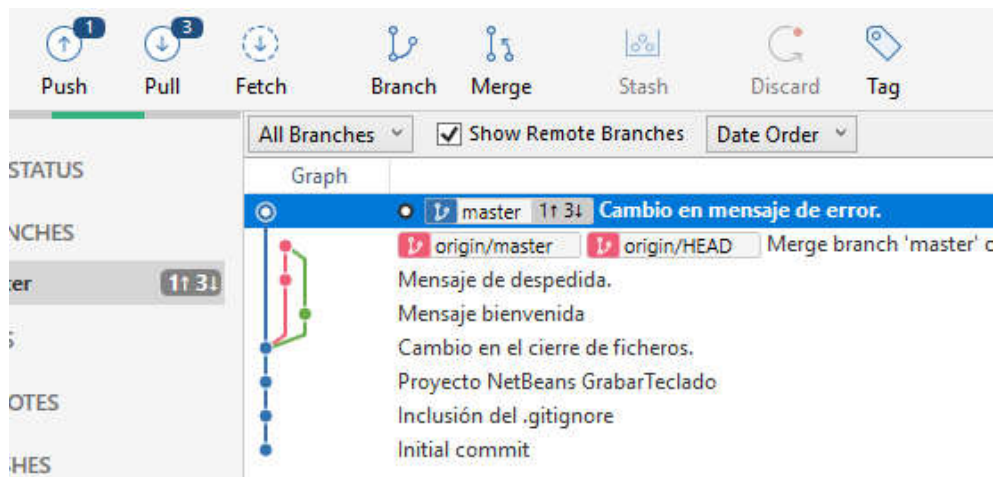 1 3
Push Pull Fetch Branch Merge Stash Discard Tag
All Branches Show Remote Branches Date Order
STATUS
Graph
master 1↑ 3↓ Cambio en mensaje de error.
NCHES
origin/master origin/HEAD Merge branch 'master'
er 1↑ 3↓
Mensaje de despedida.
Mensaje bienvenida
Cambio en el cierre de ficheros.
Proyecto NetBeans GrabarTeclado
OTES
Inclusión del .gitignore
Initial commit
HES